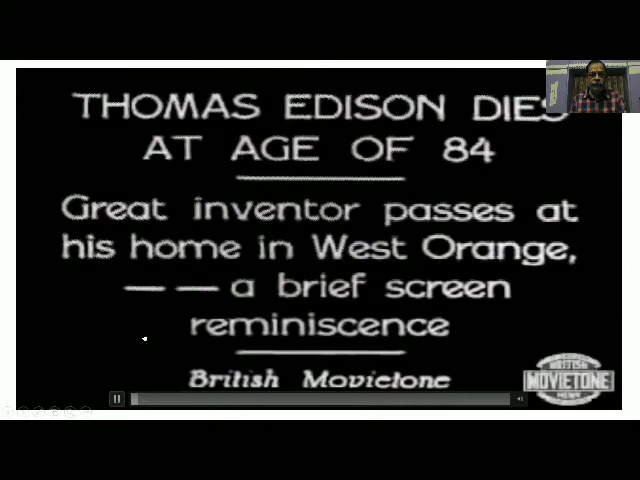 THOMAS EDISON DIES
AT AGE OF 84
Great inventor passes at
his home in West Orange,
— — a brief screen
reminiscence
British Movietone
BRITISH
MOVIETONE
NEWS